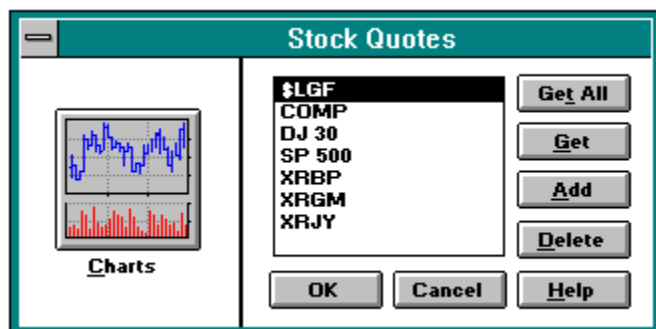 Stock Quotes
$LGF
COMP
DJ 30
SP 500
XRBP
XRGM
XRJY
Get All
Get
Add
Delete
Charts
OK
Cancel
Help